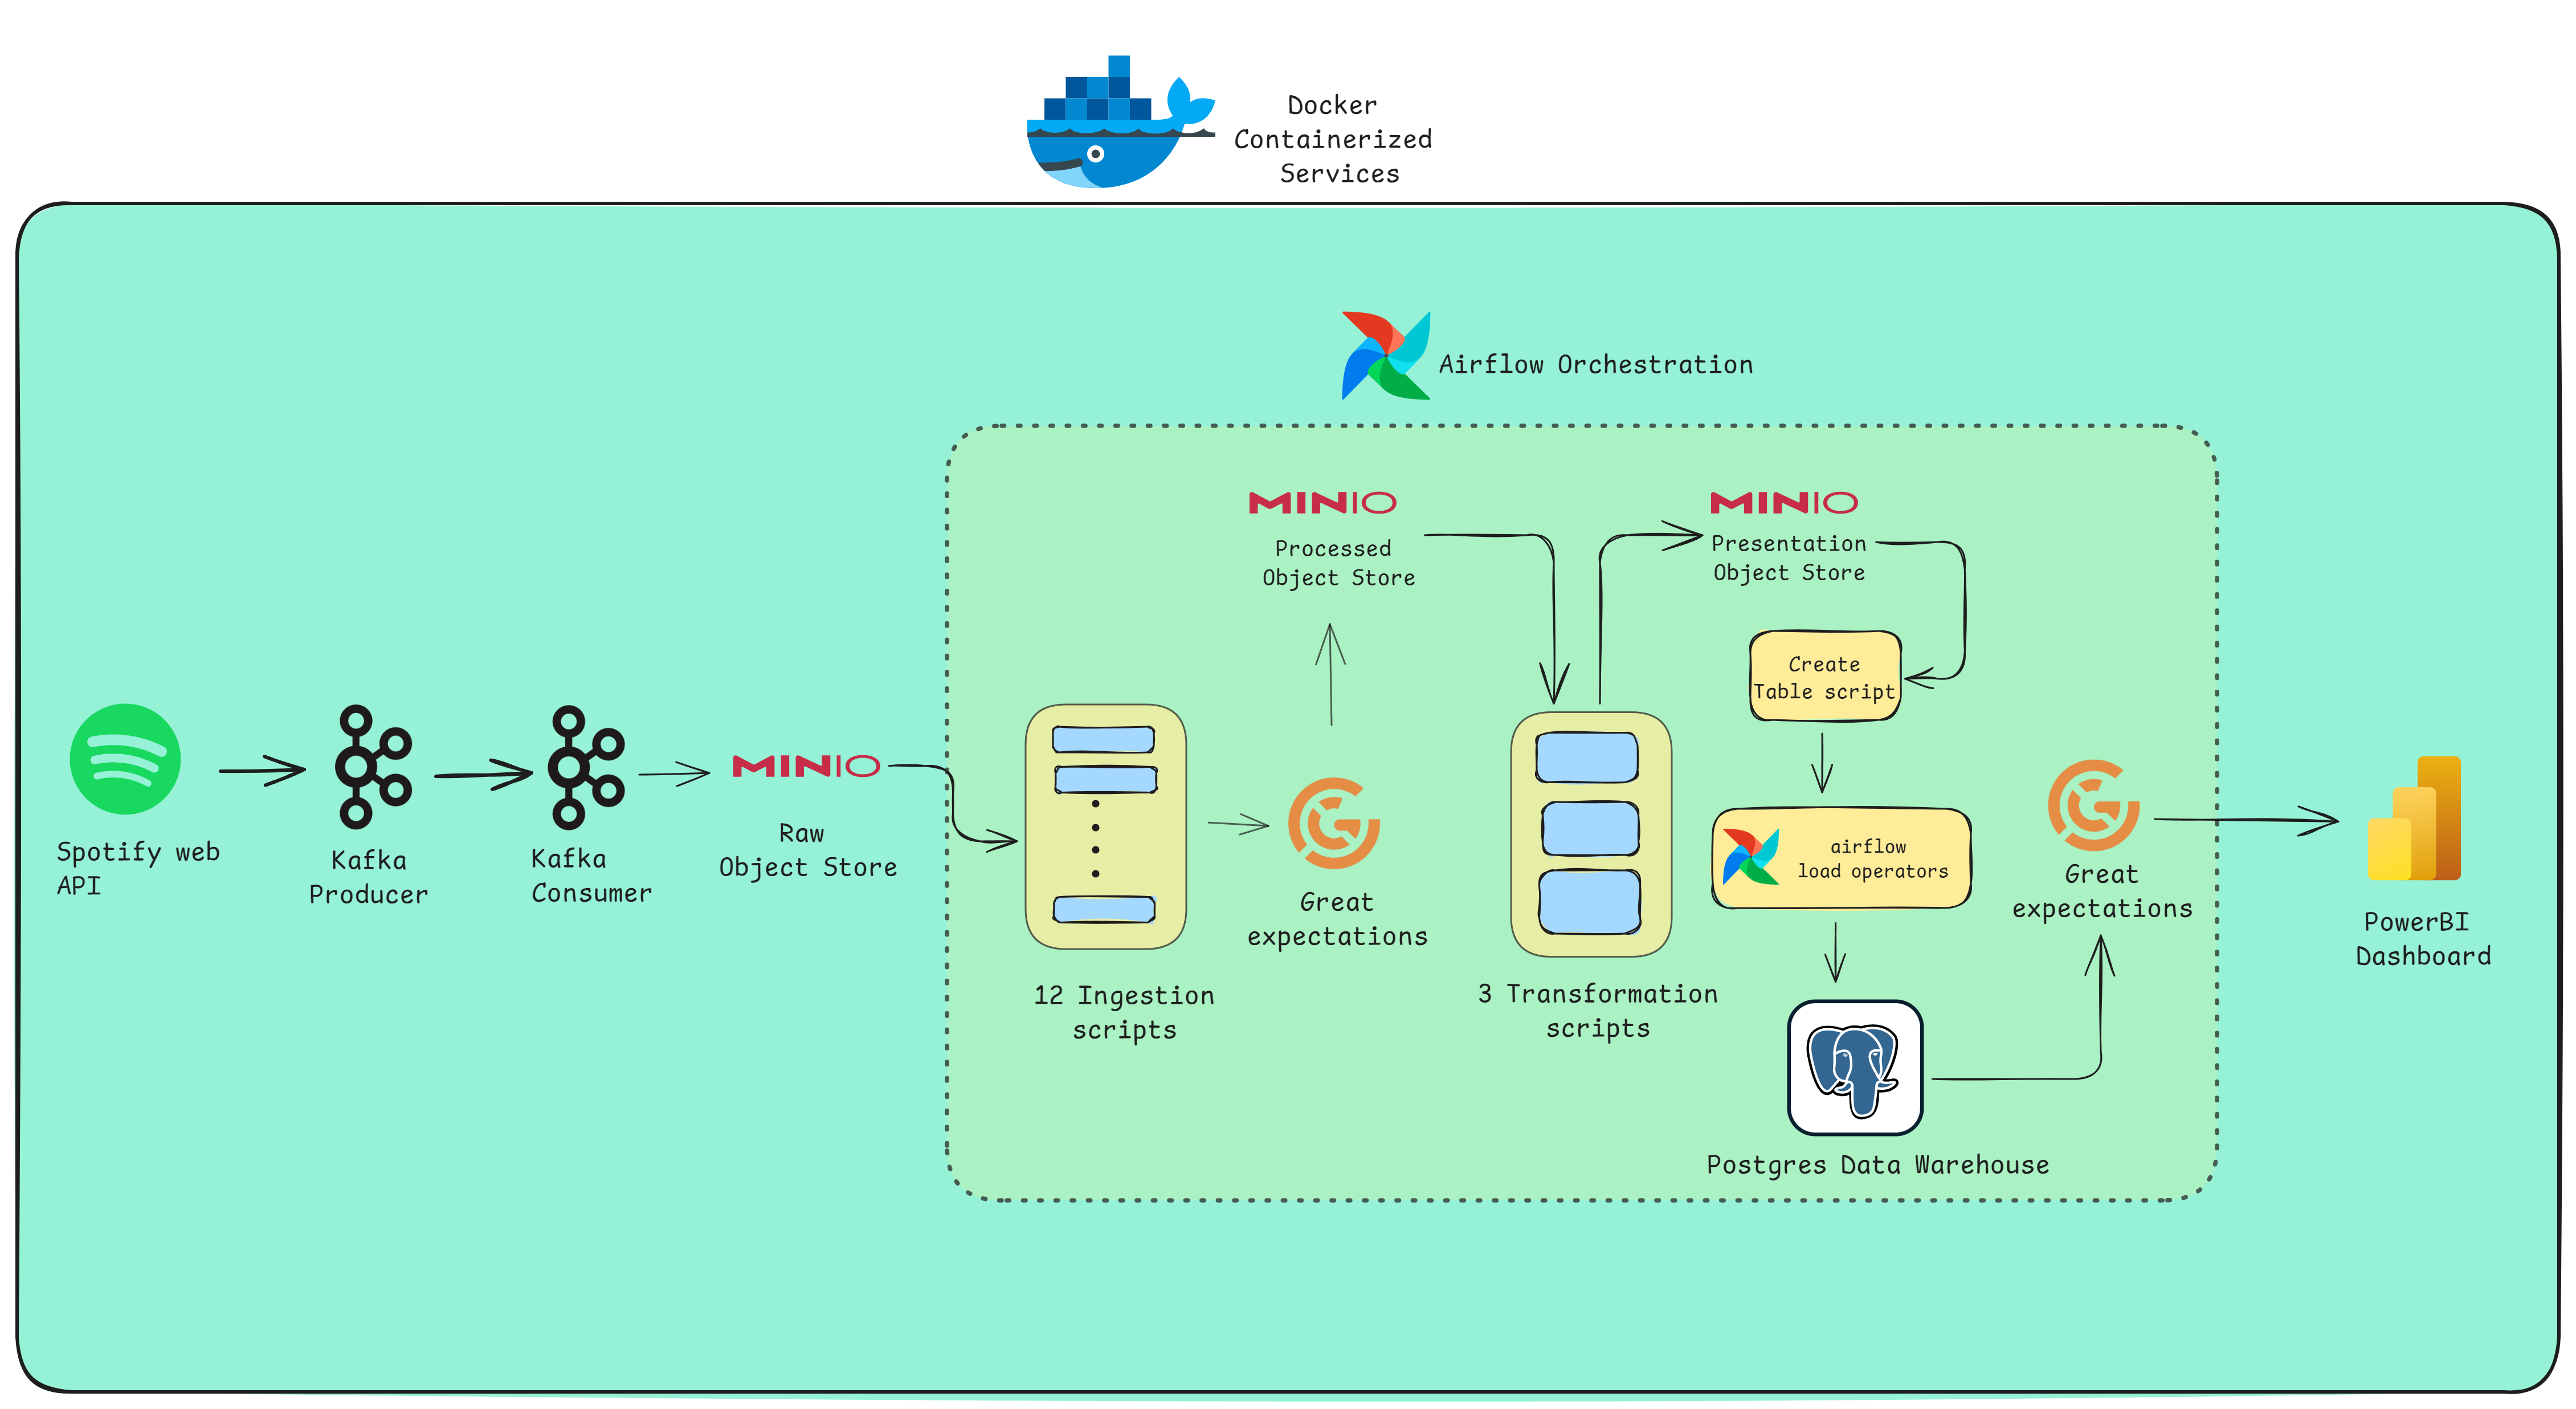 Docker
Containerized
Services
Airflow Orchestration
MINIO
Processed
Object Store
MINIO
Presentation
Object Store
Create
Table script
Spotify web
API
Kafka
Producer
Kafka
Consumer
MINIO
Raw
Object Store
12 Ingestion
scripts
Great
expectations
3 Transformation
scripts
airflow
load operators
Postgres Data Warehouse
Great
expectations
PowerBI
Dashboard